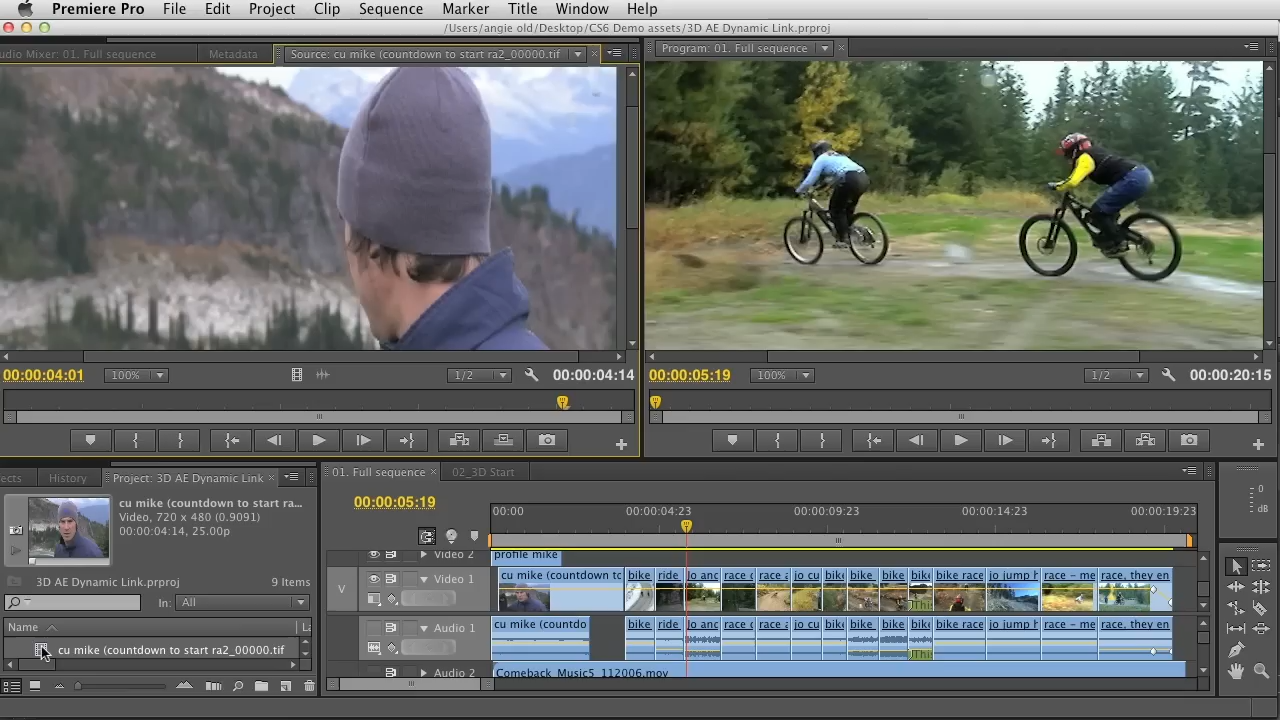 Premiere Pro File Edit Project Clip Sequence Marker Title Window Help
/Users/angie old/Desktop/CS6 Demo assets/3D AE Dynamic Link.prproj
udio Mixer: 01. Full sequence Metadata Source: cu mike (countdown to start ra2_00000.tif
Program: 01. Full sequence
00:00:04:01 100% 1/2 00:00:04:14
00:00:05:19 100% 1/2 00:00:20:15
ects History Project: 3D AE Dynamic Link
cu mike (countdown to start ra...
Video, 720 x 480 (0.9091)
00:00:04:14, 25.00p
3D AE Dynamic Link.prproj 9 Items
In: All
Name La
cu mike (countdown to start ra2_00000.tif
01. Full sequence 02_3D Start
00:00:05:19
00:00 00:00:04:23 00:00:09:23 00:00:14:23 00:00:19:23
Video 2 profile mike
V Video 1 cu mike (countdown to bike ride Jo anc race c race a jo cu bike bike bike bike race jo jump h race – me race, they en
Audio 1 cu mike (countdo bike ride Jo anc race c race a jo cu bike bike bike bike race jo jump h race – me race, they en
Audio 2 Comeback_Music5_112006.mov
0